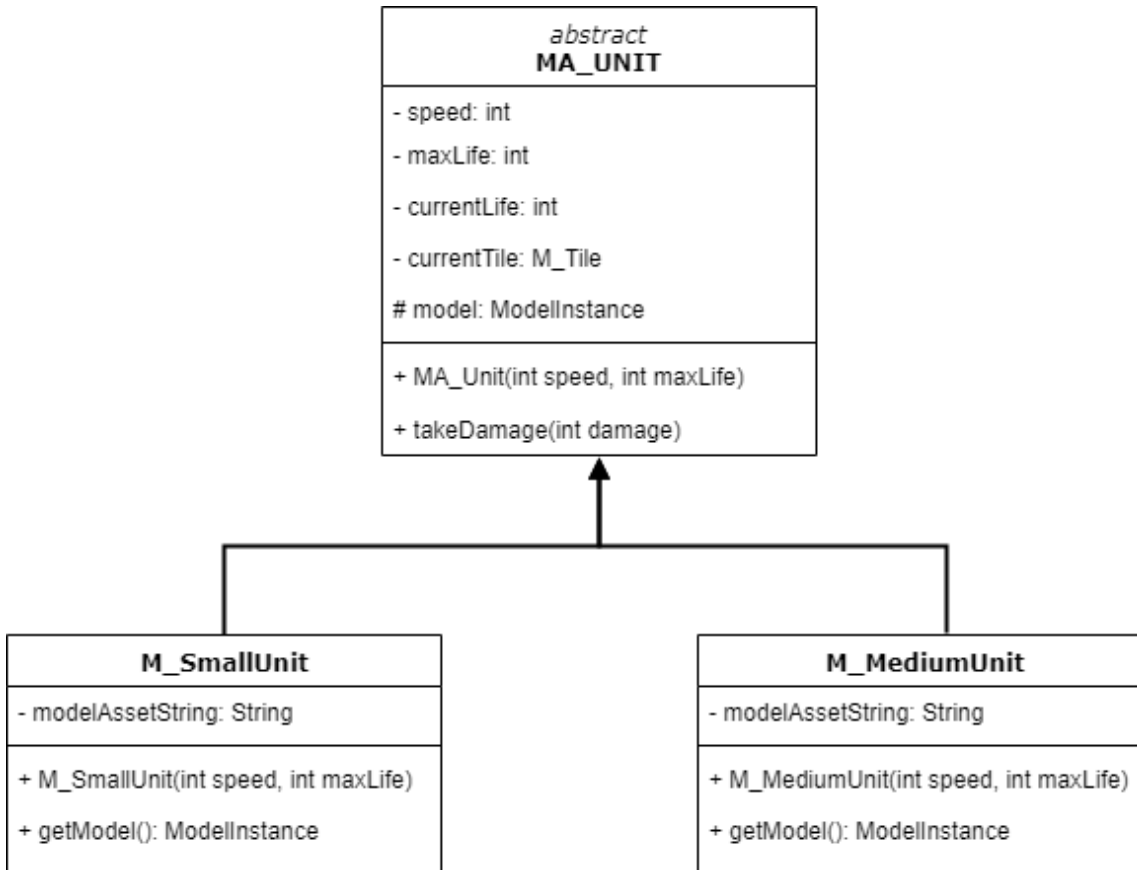 abstract
MA_UNIT
- speed: int
- maxLife: int
- currentLife: int
- currentTile: M_Tile
# model: ModelInstance
+ MA_Unit(int speed, int maxLife)
+ takeDamage(int damage)
M_SmallUnit
- modelAssetString: String
+ M_SmallUnit(int speed, int maxLife)
+ getModel(): ModelInstance
M_MediumUnit
- modelAssetString: String
+ M_MediumUnit(int speed, int maxLife)
+ getModel(): ModelInstance